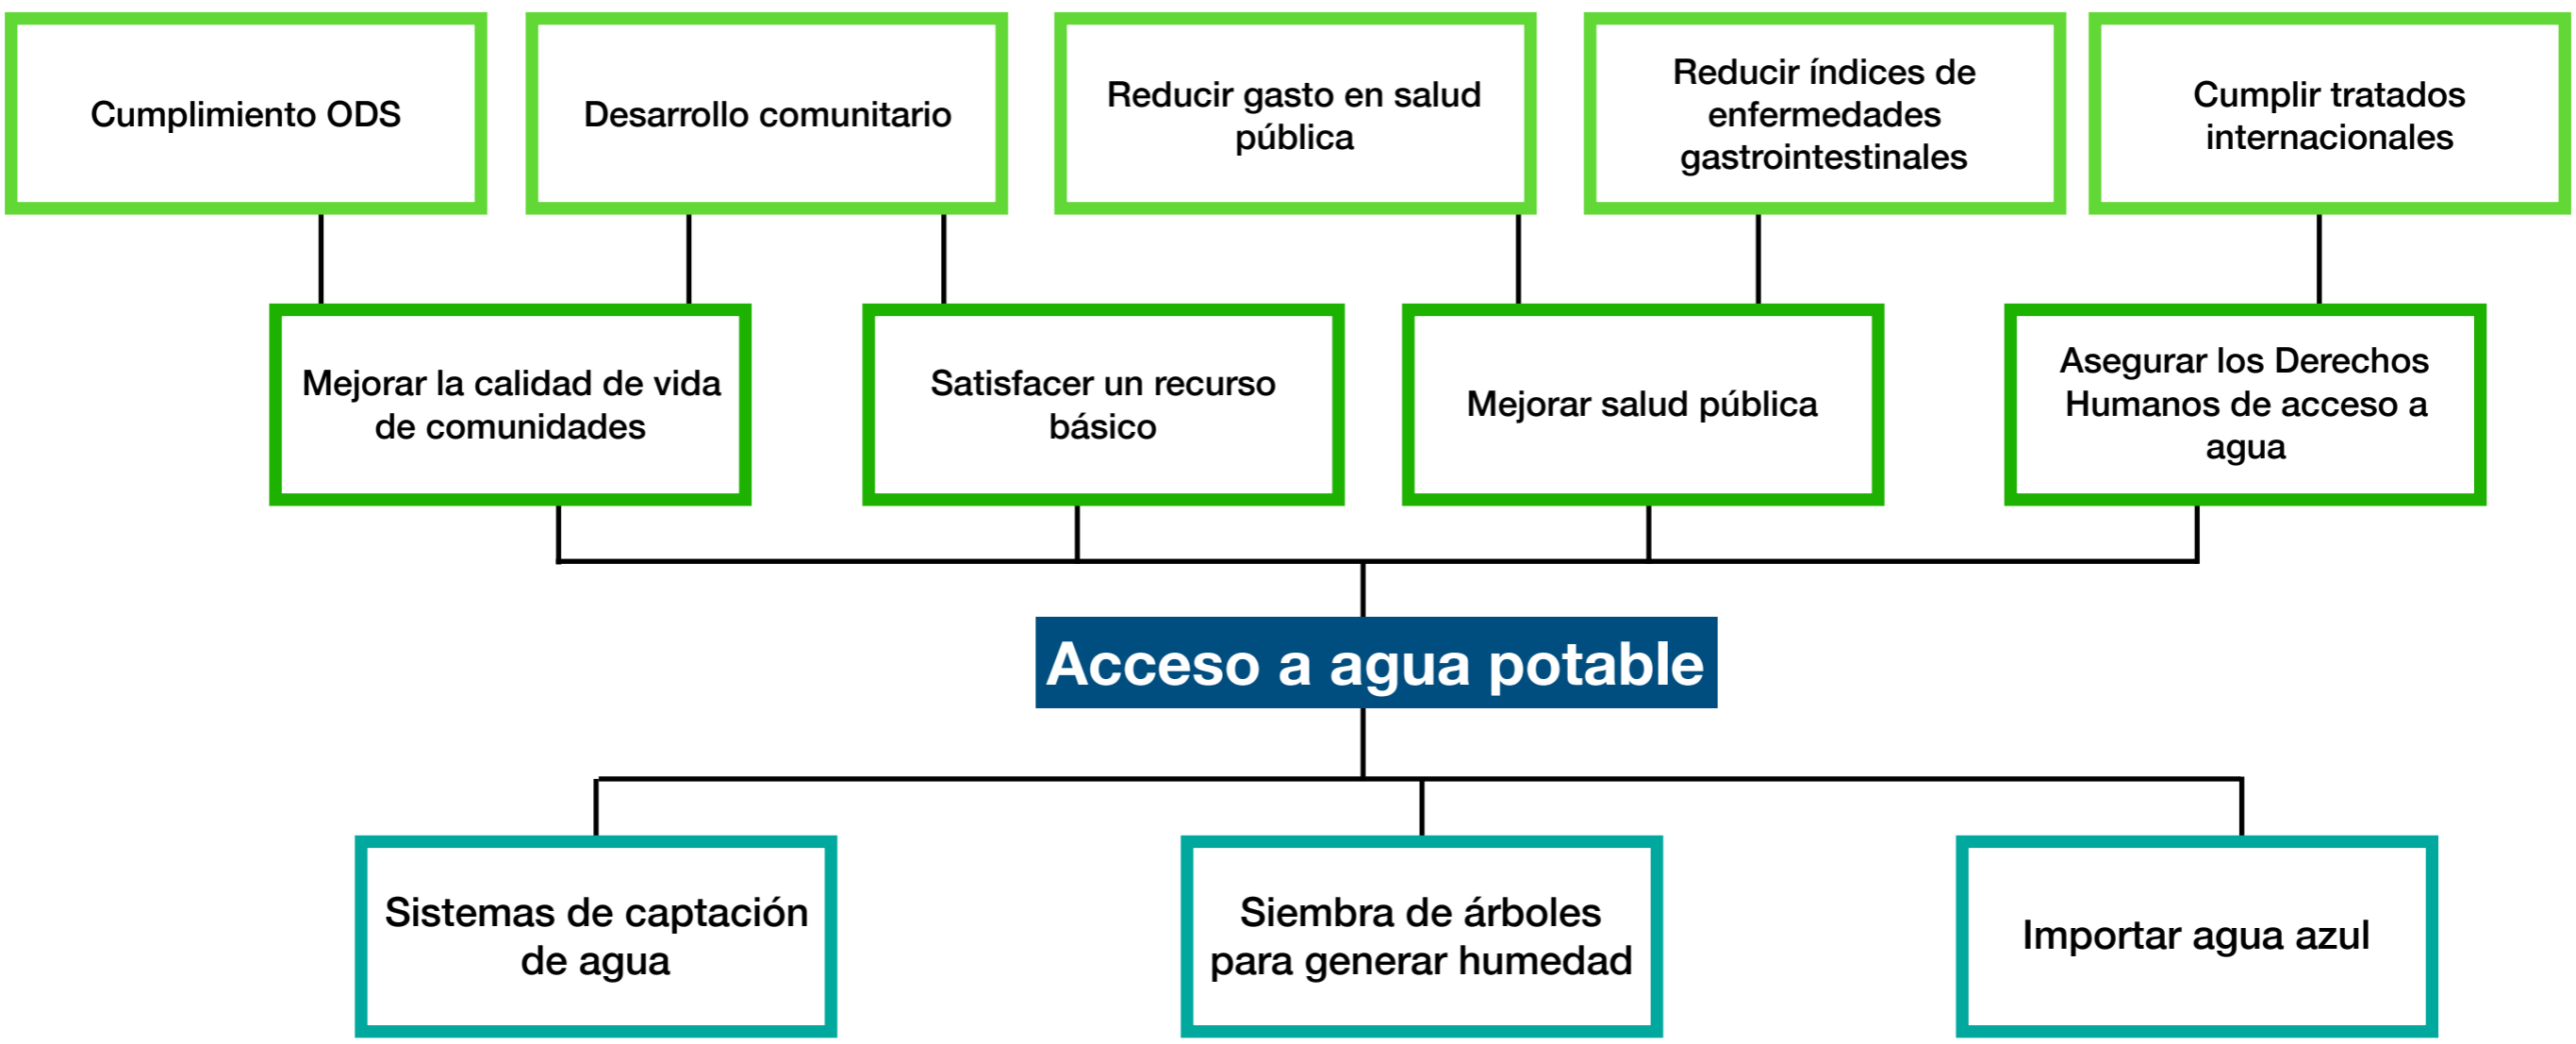 Cumplimiento ODS
Desarrollo comunitario
Reducir gasto en salud
pública
Reducir índices de
enfermedades
gastrointestinales
Cumplir tratados
internacionales
Mejorar la calidad de vida
de comunidades
Satisfacer un recurso
básico
Mejorar salud pública
Asegurar los Derechos
Humanos de acceso a
agua
Acceso a agua potable
Sistemas de captación
de agua
Siembra de árboles
para generar humedad
Importar agua azul